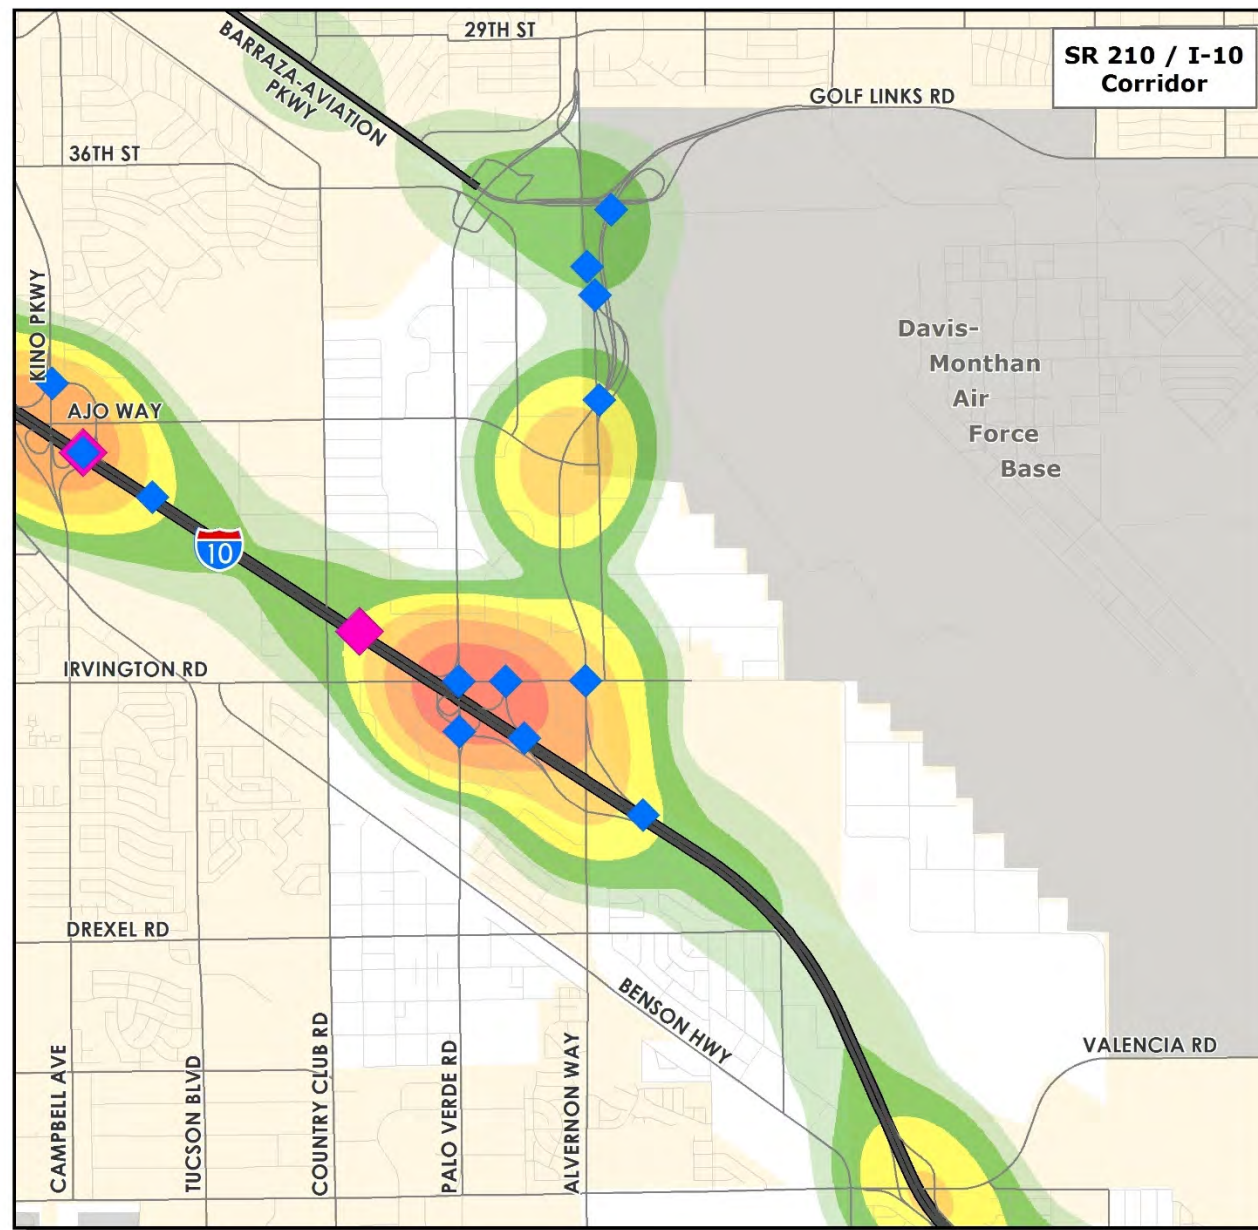 29TH ST
SR 210 / I-10
Corridor
BARRAZA-AVIATION
PKWY
GOLF LINKS RD
36TH ST
KINO PKWY
Davis-
Monthan
Air
Force
Base
AJO WAY
10
IRVINGTON RD
DREXEL RD
BENSON HWY
VALENCIA RD
CAMPBELL AVE
TUCSON BLVD
COUNTRY CLUB RD
PALO VERDE RD
ALVERNON WAY